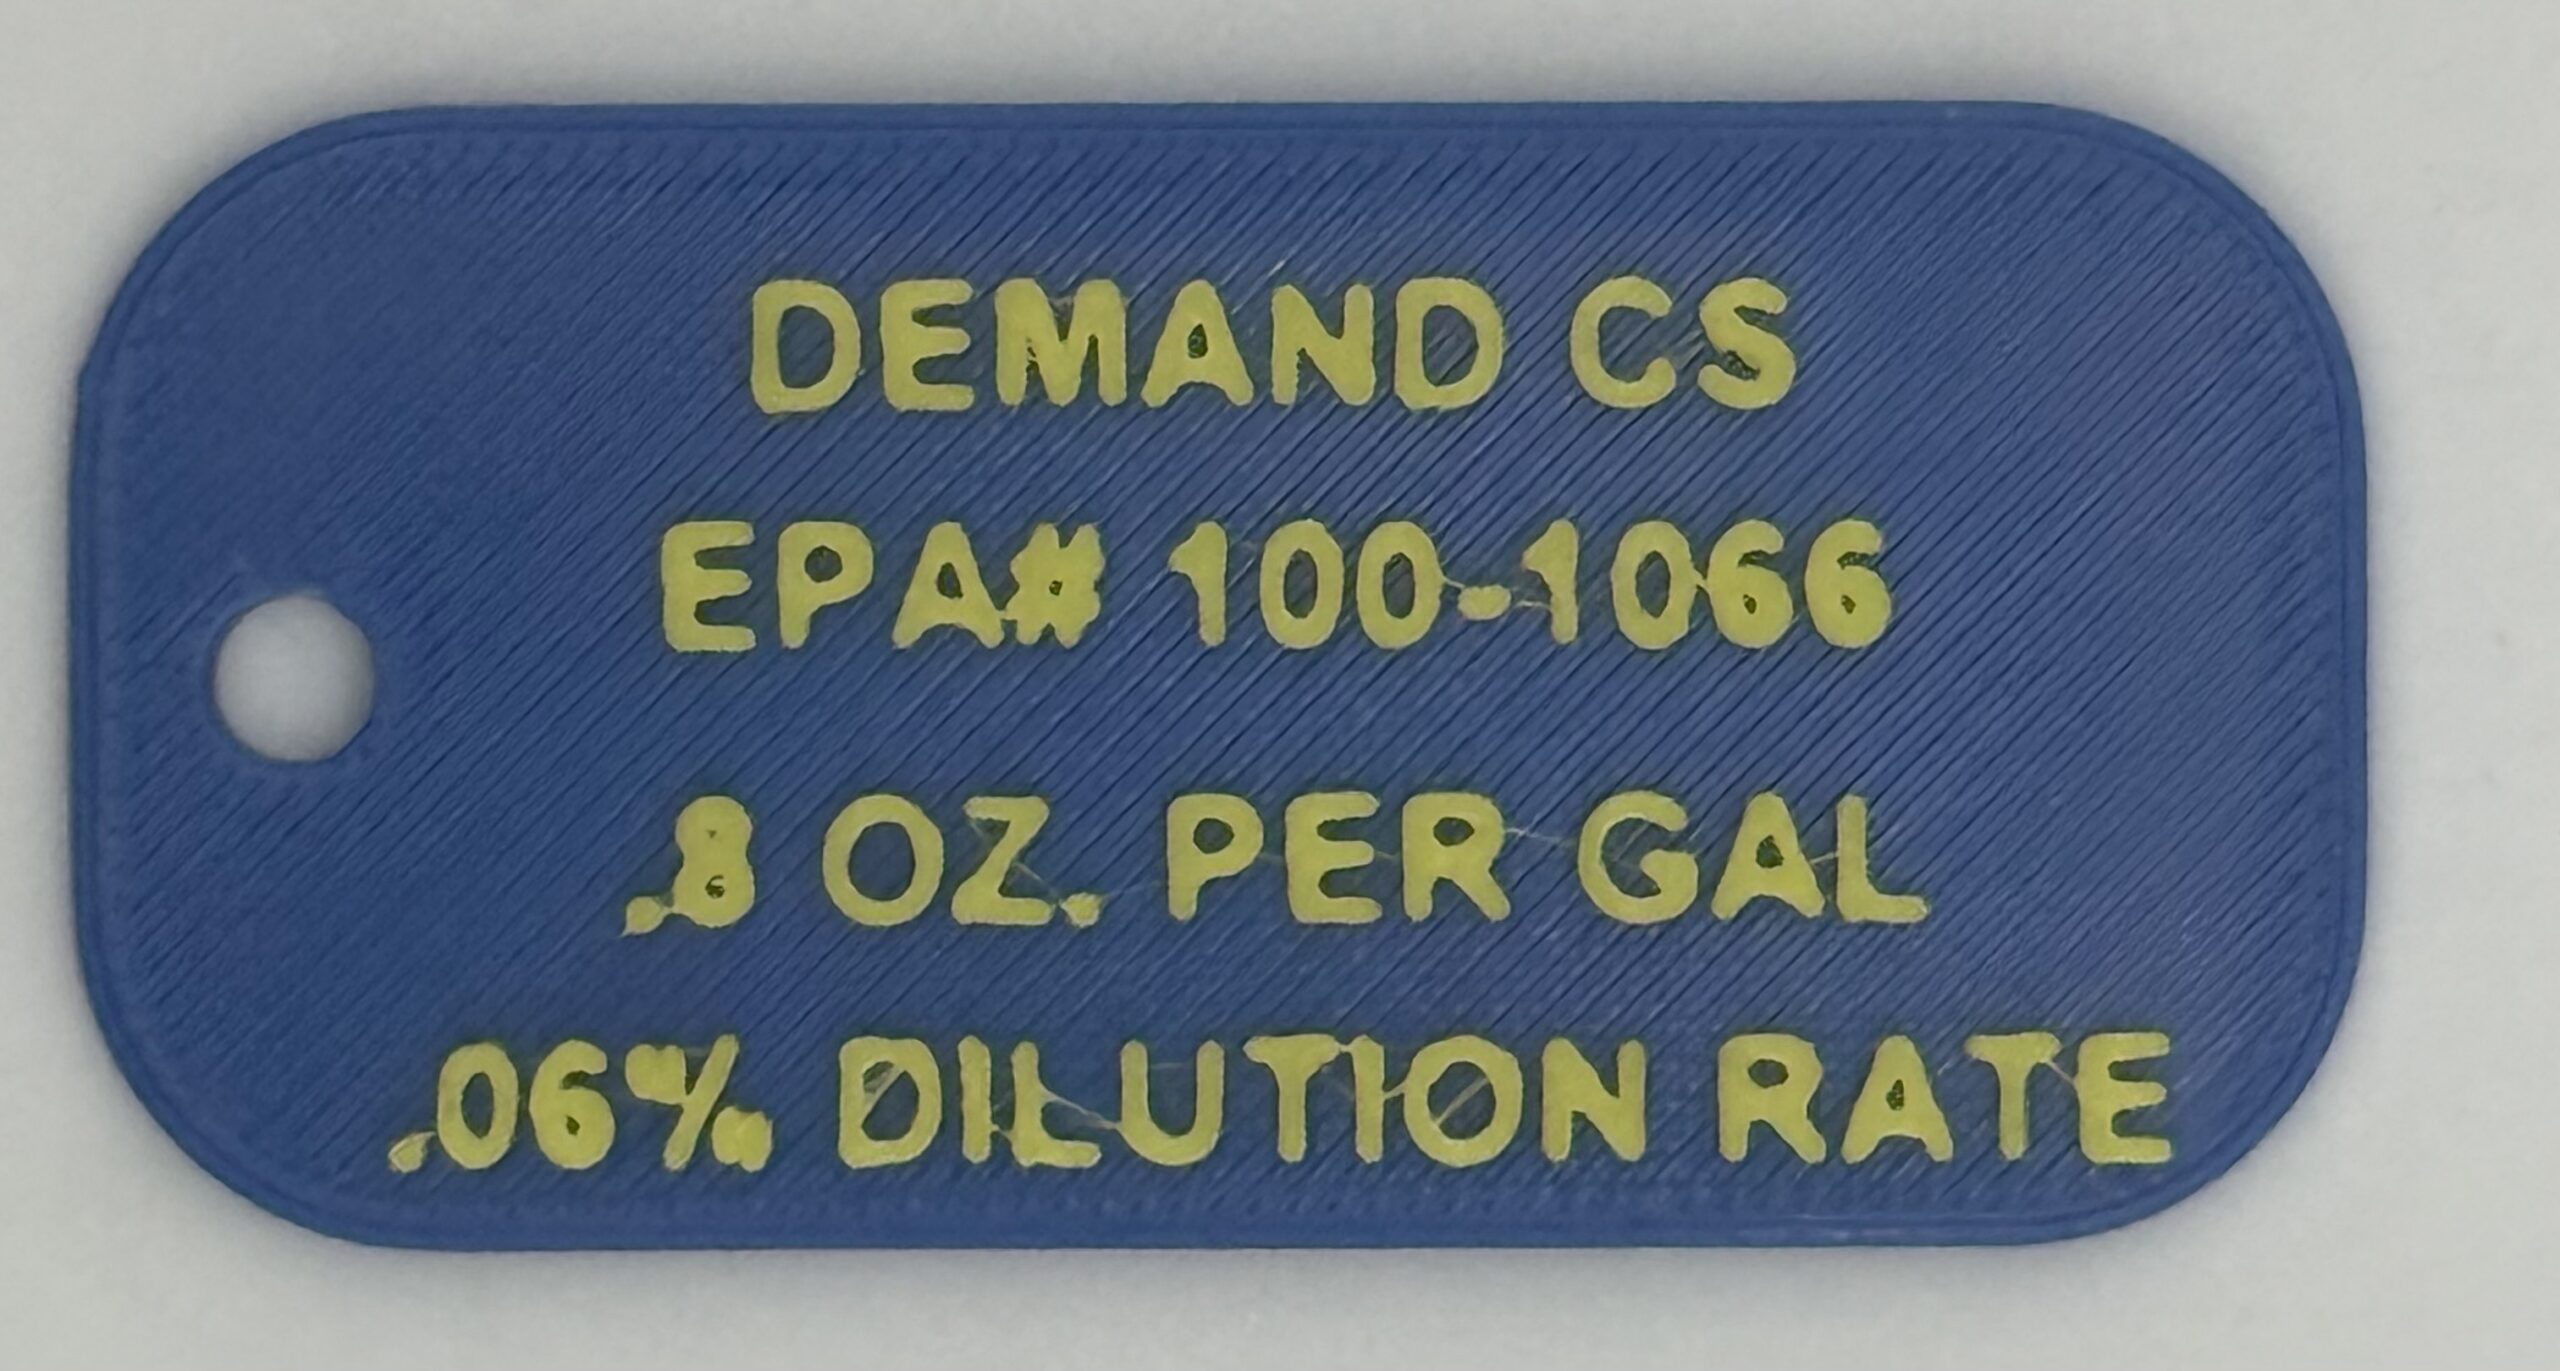 DEMAND CS
EPA# 100-1066
.8 OZ. PER GAL
.06% DILUTION RATE